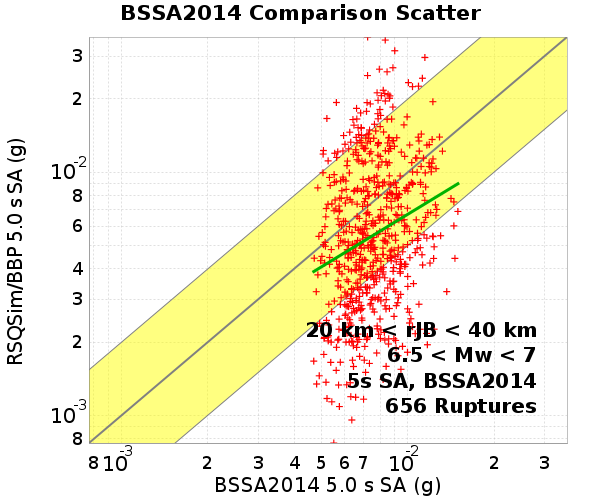 BSSA2014 Comparison Scatter
RSQSim/BBP 5.0 s SA (g)
3
2
10-2
8
6
4
3
2
10-3
8
20 km < rJB < 40 km
6.5 < Mw < 7
5s SA, BSSA2014
656 Ruptures
8 10-3 2 3 4 5 6 7 10-2 2 3
BSSA2014 5.0 s SA (g)